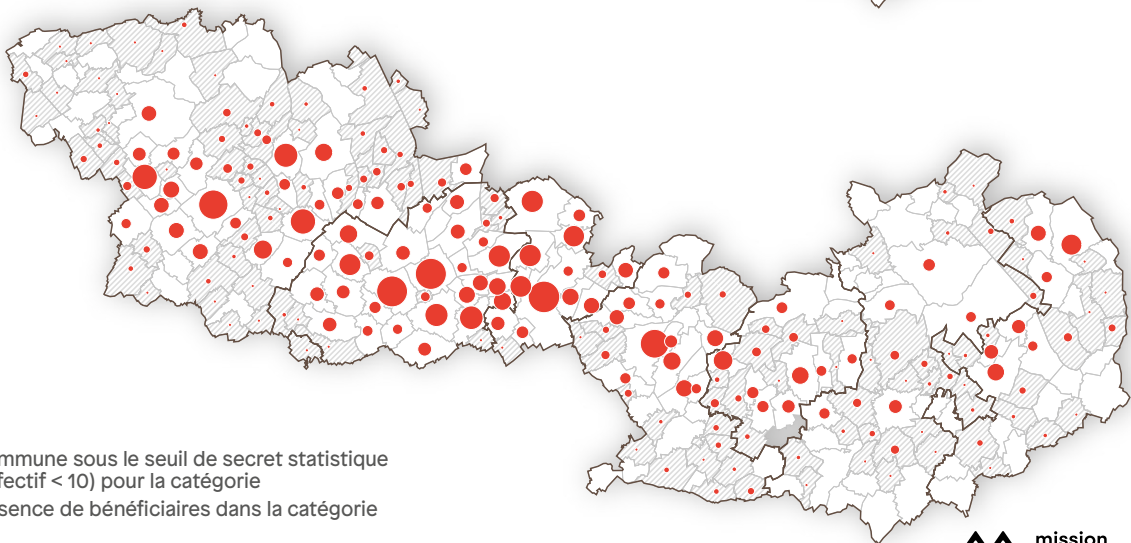 mmune sous le seuil de secret statistique
fectif < 10) pour la catégorie
sence de bénéficiaires dans la catégorie
mission